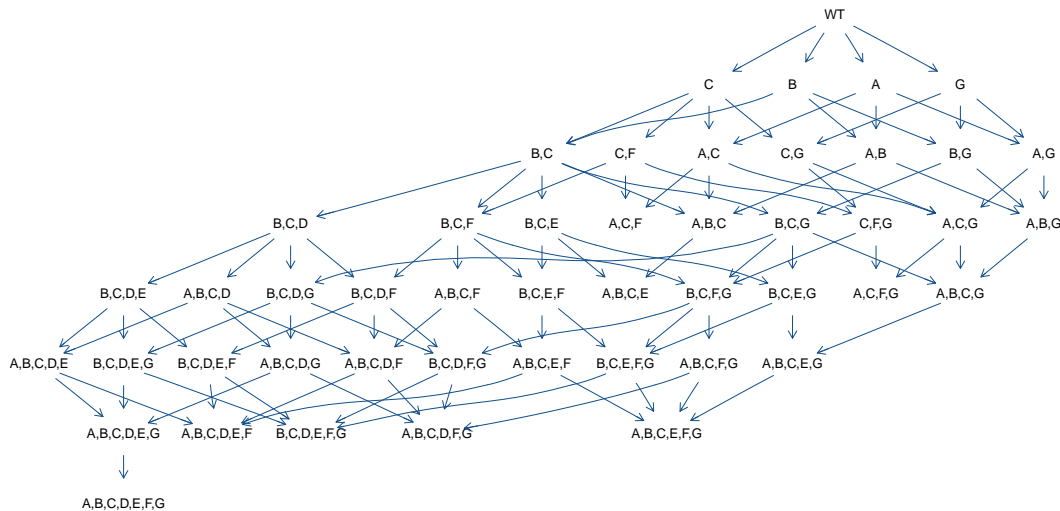 WT
C B A G
B,C C,F A,C C,G A,B B,G A,G
B,C,D B,C,F B,C,E A,C,F A,B,C B,C,G C,F,G A,C,G A,B,G
B,C,D,E A,B,C,D B,C,D,G B,C,D,F A,B,C,F B,C,E,F A,B,C,E B,C,F,G B,C,E,G A,C,F,G A,B,C,G
A,B,C,D,E B,C,D,E,G B,C,D,E,F A,B,C,D,G A,B,C,D,F B,C,D,F,G A,B,C,E,F B,C,E,F,G A,B,C,F,G A,B,C,E,G
A,B,C,D,E,G A,B,C,D,E,F B,C,D,E,F,G A,B,C,D,F,G A,B,C,E,F,G
A,B,C,D,E,F,G